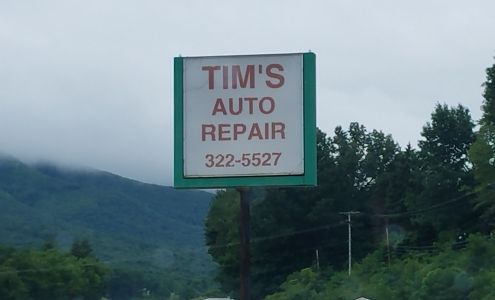 TIM'S
AUTO
REPAIR
322-5527